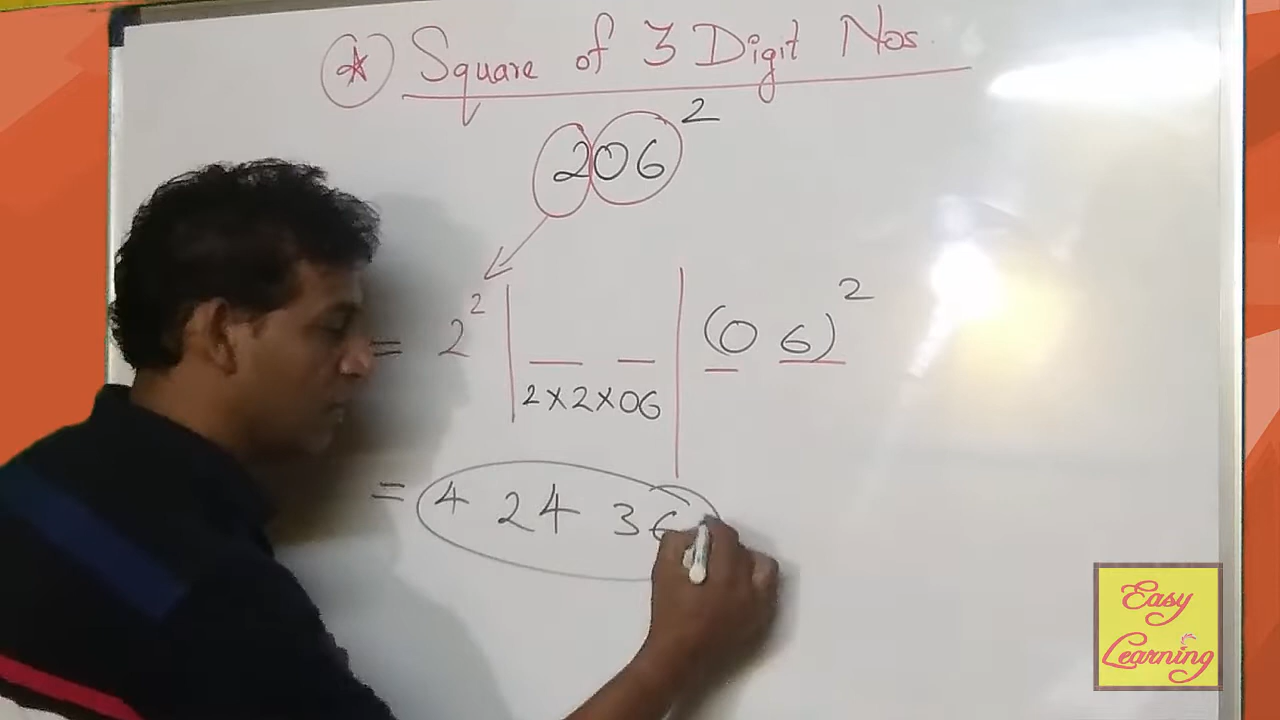 Square of 3 Digit Nos.
206²
= 2² | _ _ | (06)²
2×2×06
= 4 24 36
Easy
Learning